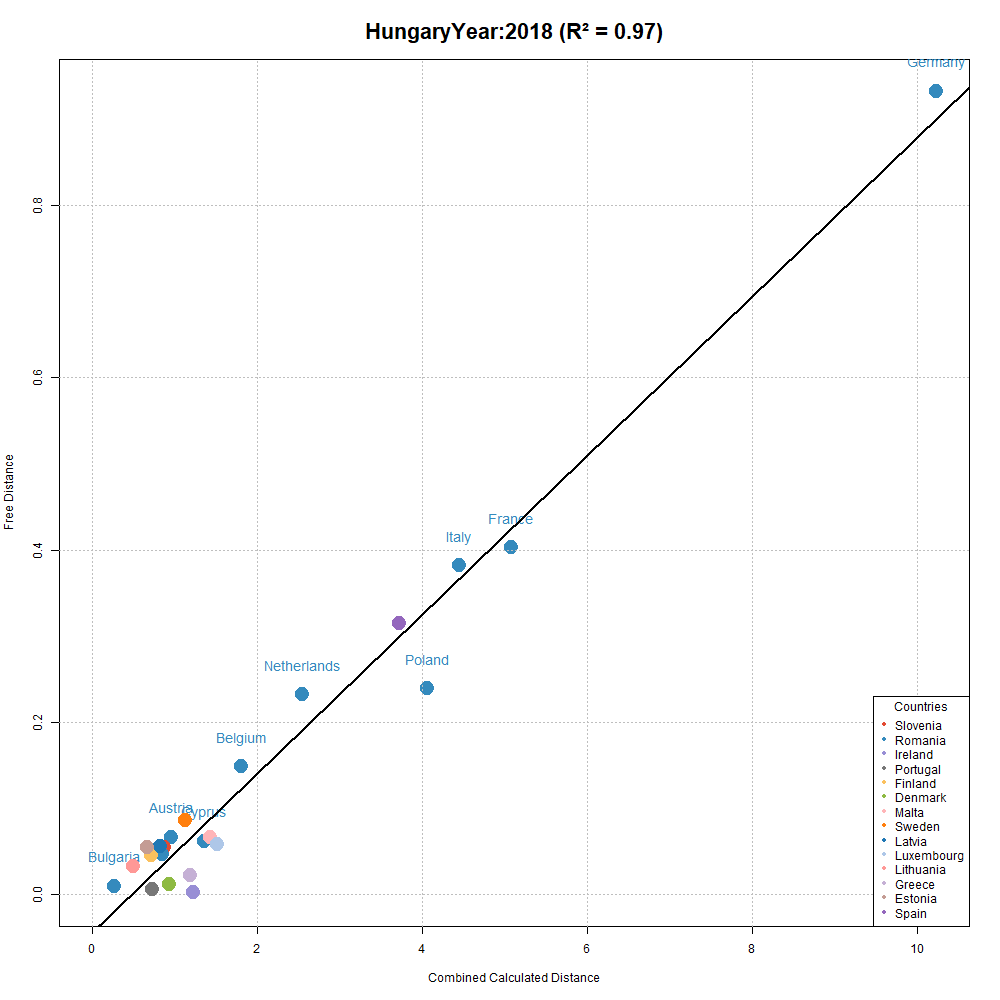 HungaryYear:2018 (R² = 0.97)
Germany
France
Italy
Poland
Netherlands
Belgium
Austria
Cyprus
Bulgaria
0.8
0.6
0.4
0.2
0.0
Free Distance
0 2 4 6 8 10
Combined Calculated Distance
Countries
Slovenia
Romania
Ireland
Portugal
Finland
Denmark
Malta
Sweden
Latvia
Luxembourg
Lithuania
Greece
Estonia
Spain